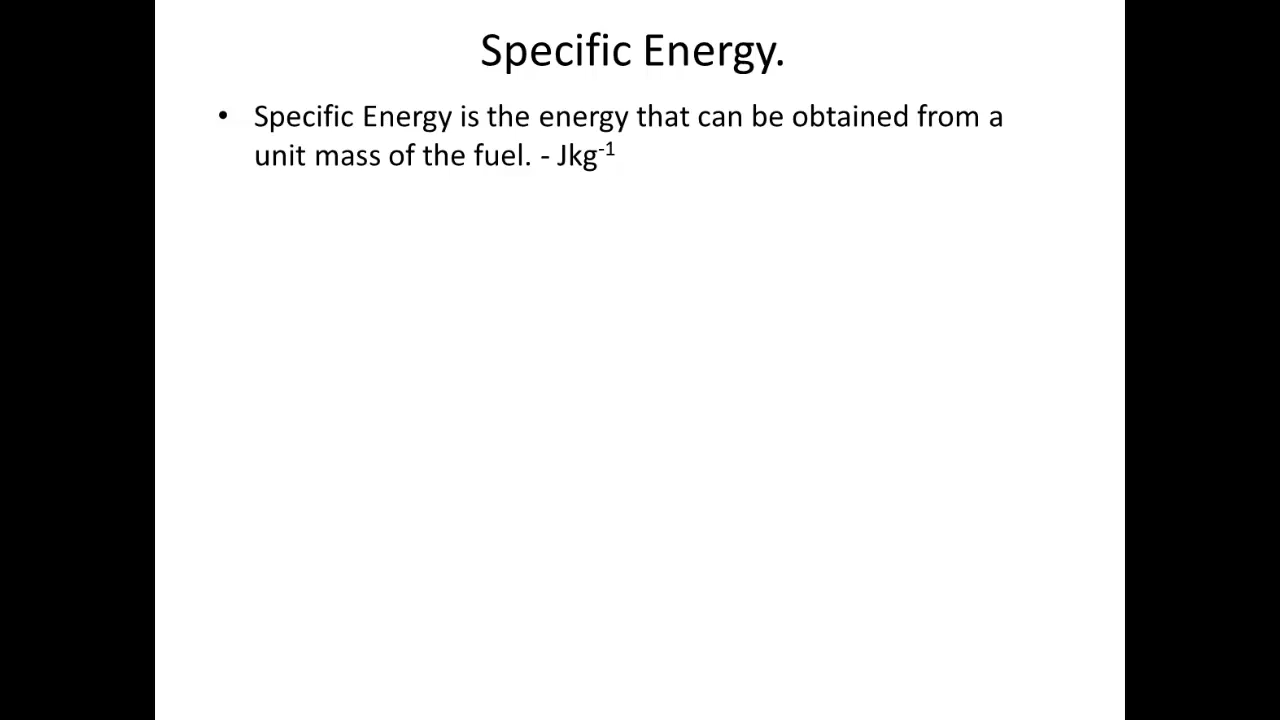 Specific Energy.
• Specific Energy is the energy that can be obtained from a
unit mass of the fuel. - Jkg⁻¹